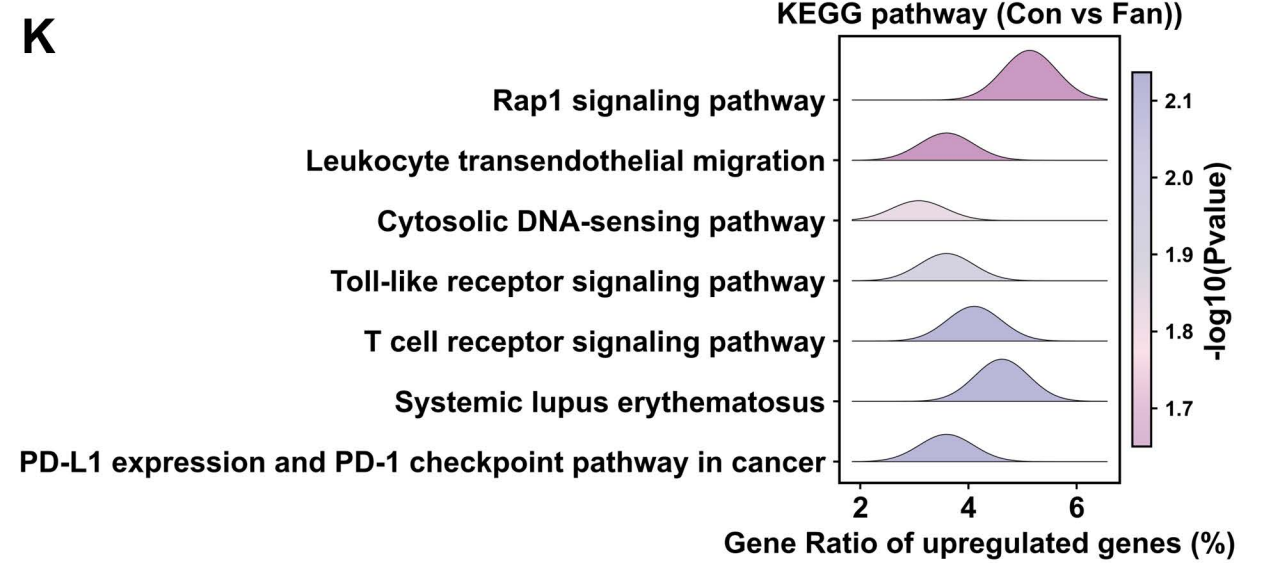 K
KEGG pathway (Con vs Fan))
Rap1 signaling pathway
Leukocyte transendothelial migration
Cytosolic DNA-sensing pathway
Toll-like receptor signaling pathway
T cell receptor signaling pathway
Systemic lupus erythematosus
PD-L1 expression and PD-1 checkpoint pathway in cancer
2 4 6
Gene Ratio of upregulated genes (%)
2.1
2.0
1.9
1.8
1.7
-log10(Pvalue)